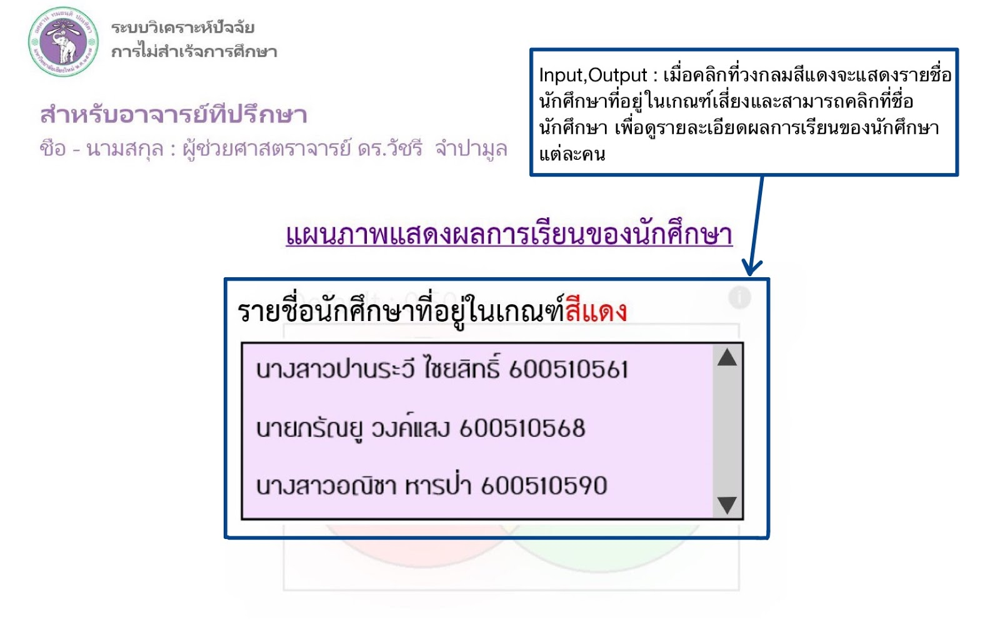 ระบบวิเคราะห์ปัจจัย
การไม่สำเร็จการศึกษา
สำหรับอาจารย์ที่ปรึกษา
ชื่อ - นามสกุล : ผู้ช่วยศาสตราจารย์ ดร.วัชรี จำปามูล
Input,Output : เมื่อคลิกที่วงกลมสีแดงจะแสดงรายชื่อ
นักศึกษาที่อยู่ในเกณฑ์เสี่ยงและสามารถคลิกที่ชื่อ
นักศึกษา เพื่อดูรายละเอียดผลการเรียนของนักศึกษา
แต่ละคน
แผนภาพแสดงผลการเรียนของนักศึกษา
รายชื่อนักศึกษาที่อยู่ในเกณฑ์สีแดง
นางสาวปานระวี ไชยสิทธิ์ 600510561
นายภรัณยู วงค์แสง 600510568
นางสาวอณิชา หารป่า 600510590